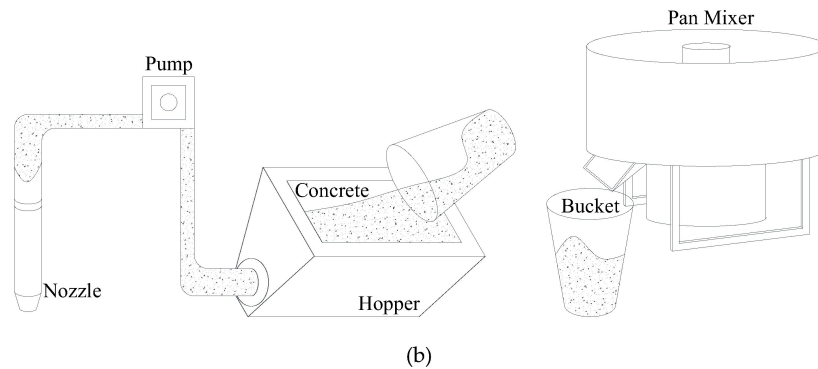 Pan Mixer
Pump
Concrete
Bucket
Nozzle
Hopper
(b)